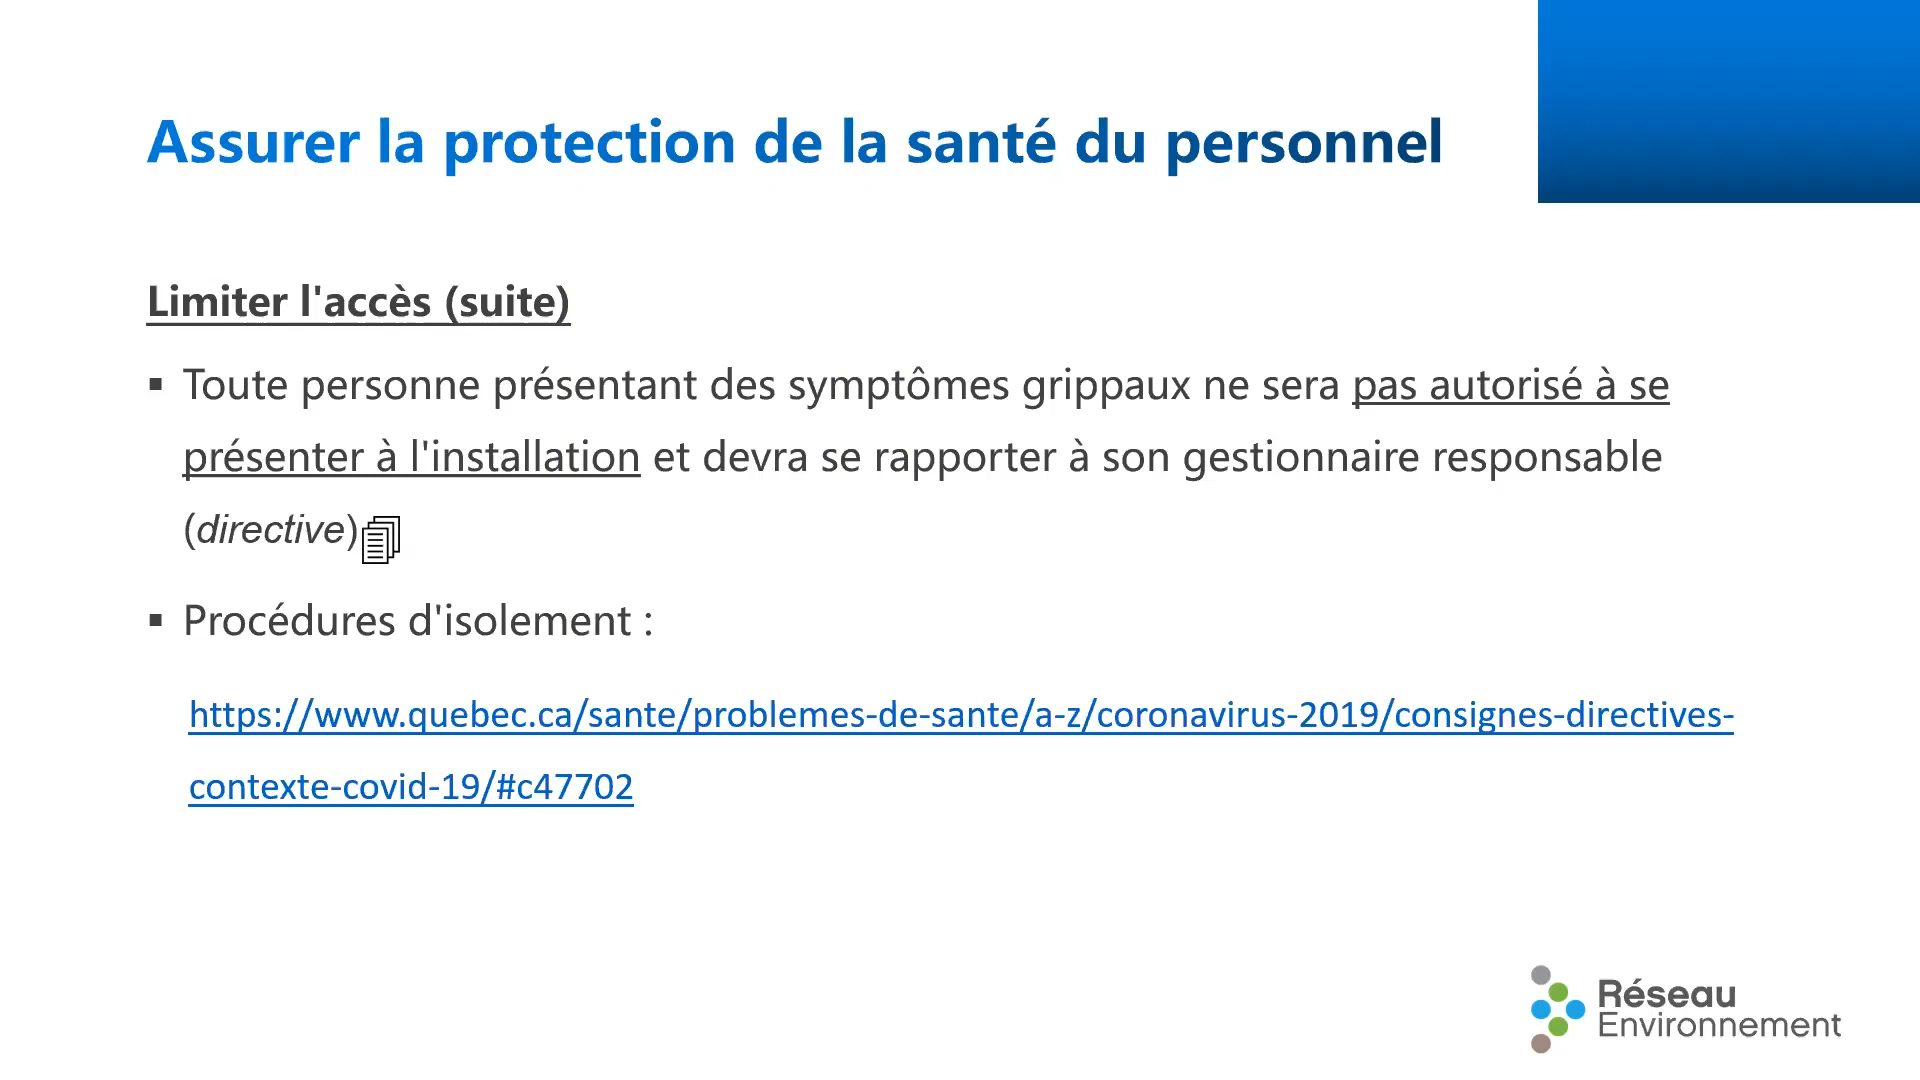 Assurer la protection de la santé du personnel
Limiter l'accès (suite)
▪ Toute personne présentant des symptômes grippaux ne sera pas autorisé à se
présenter à l'installation et devra se rapporter à son gestionnaire responsable
(directive)
▪ Procédures d'isolement :
https://www.quebec.ca/sante/problemes-de-sante/a-z/coronavirus-2019/consignes-directives-
contexte-covid-19/#c47702
Réseau
Environnement